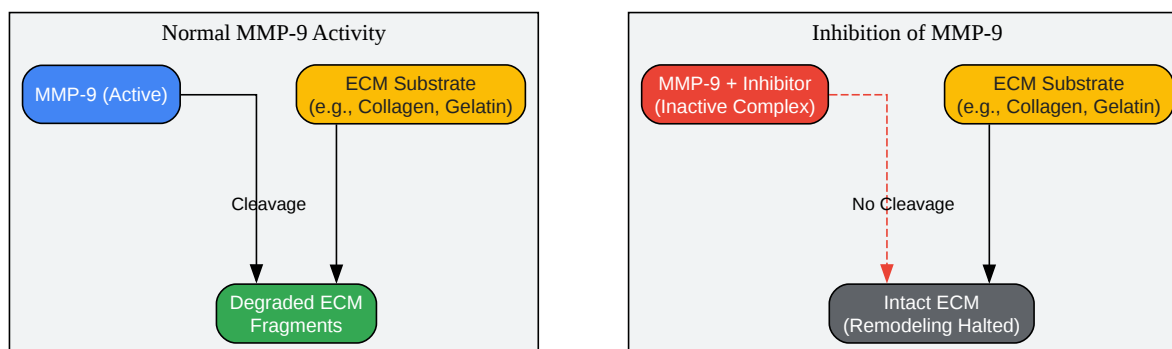 Normal MMP-9 Activity
MMP-9 (Active)
ECM Substrate
(e.g., Collagen, Gelatin)
Cleavage
Degraded ECM
Fragments
Inhibition of MMP-9
MMP-9 + Inhibitor
(Inactive Complex)
ECM Substrate
(e.g., Collagen, Gelatin)
No Cleavage
Intact ECM
(Remodeling Halted)